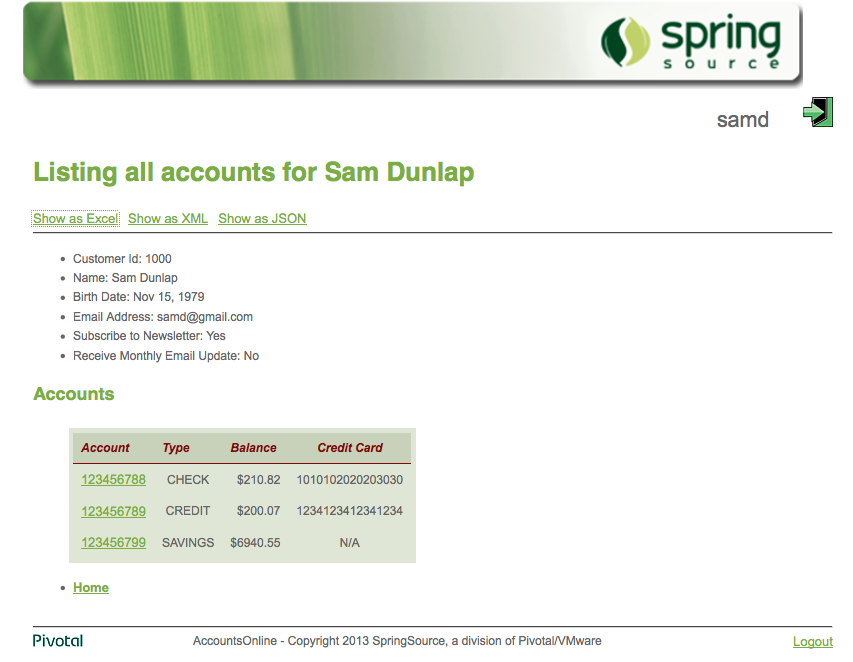 spring
source
samd
Listing all accounts for Sam Dunlap
Show as Excel Show as XML Show as JSON
Customer Id: 1000
Name: Sam Dunlap
Birth Date: Nov 15, 1979
Email Address: samd@gmail.com
Subscribe to Newsletter: Yes
Receive Monthly Email Update: No
Accounts
Account Type Balance Credit Card
123456788 CHECK $210.82 1010102020203030
123456789 CREDIT $200.07 1234123412341234
123456799 SAVINGS $6940.55 N/A
Home
Pivotal AccountsOnline - Copyright 2013 SpringSource, a division of Pivotal/VMware Logout